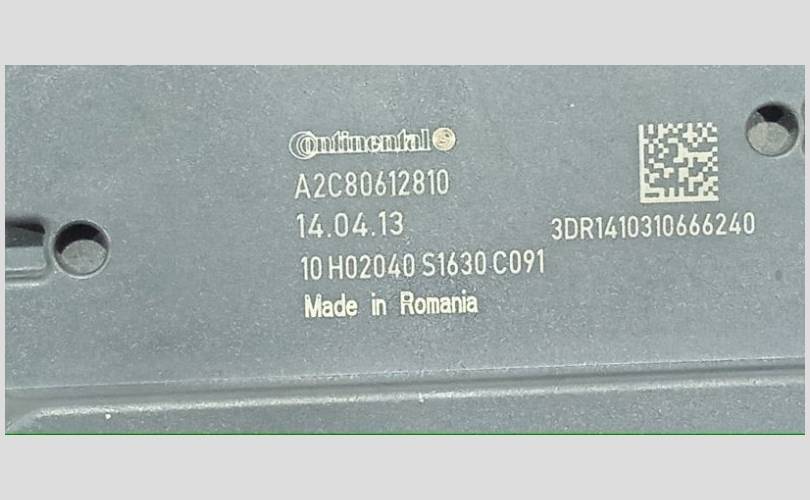 Continental
A2C80612810
14.04.13
3DR1410310666240
10 H02040 S1630 C091
Made in Romania